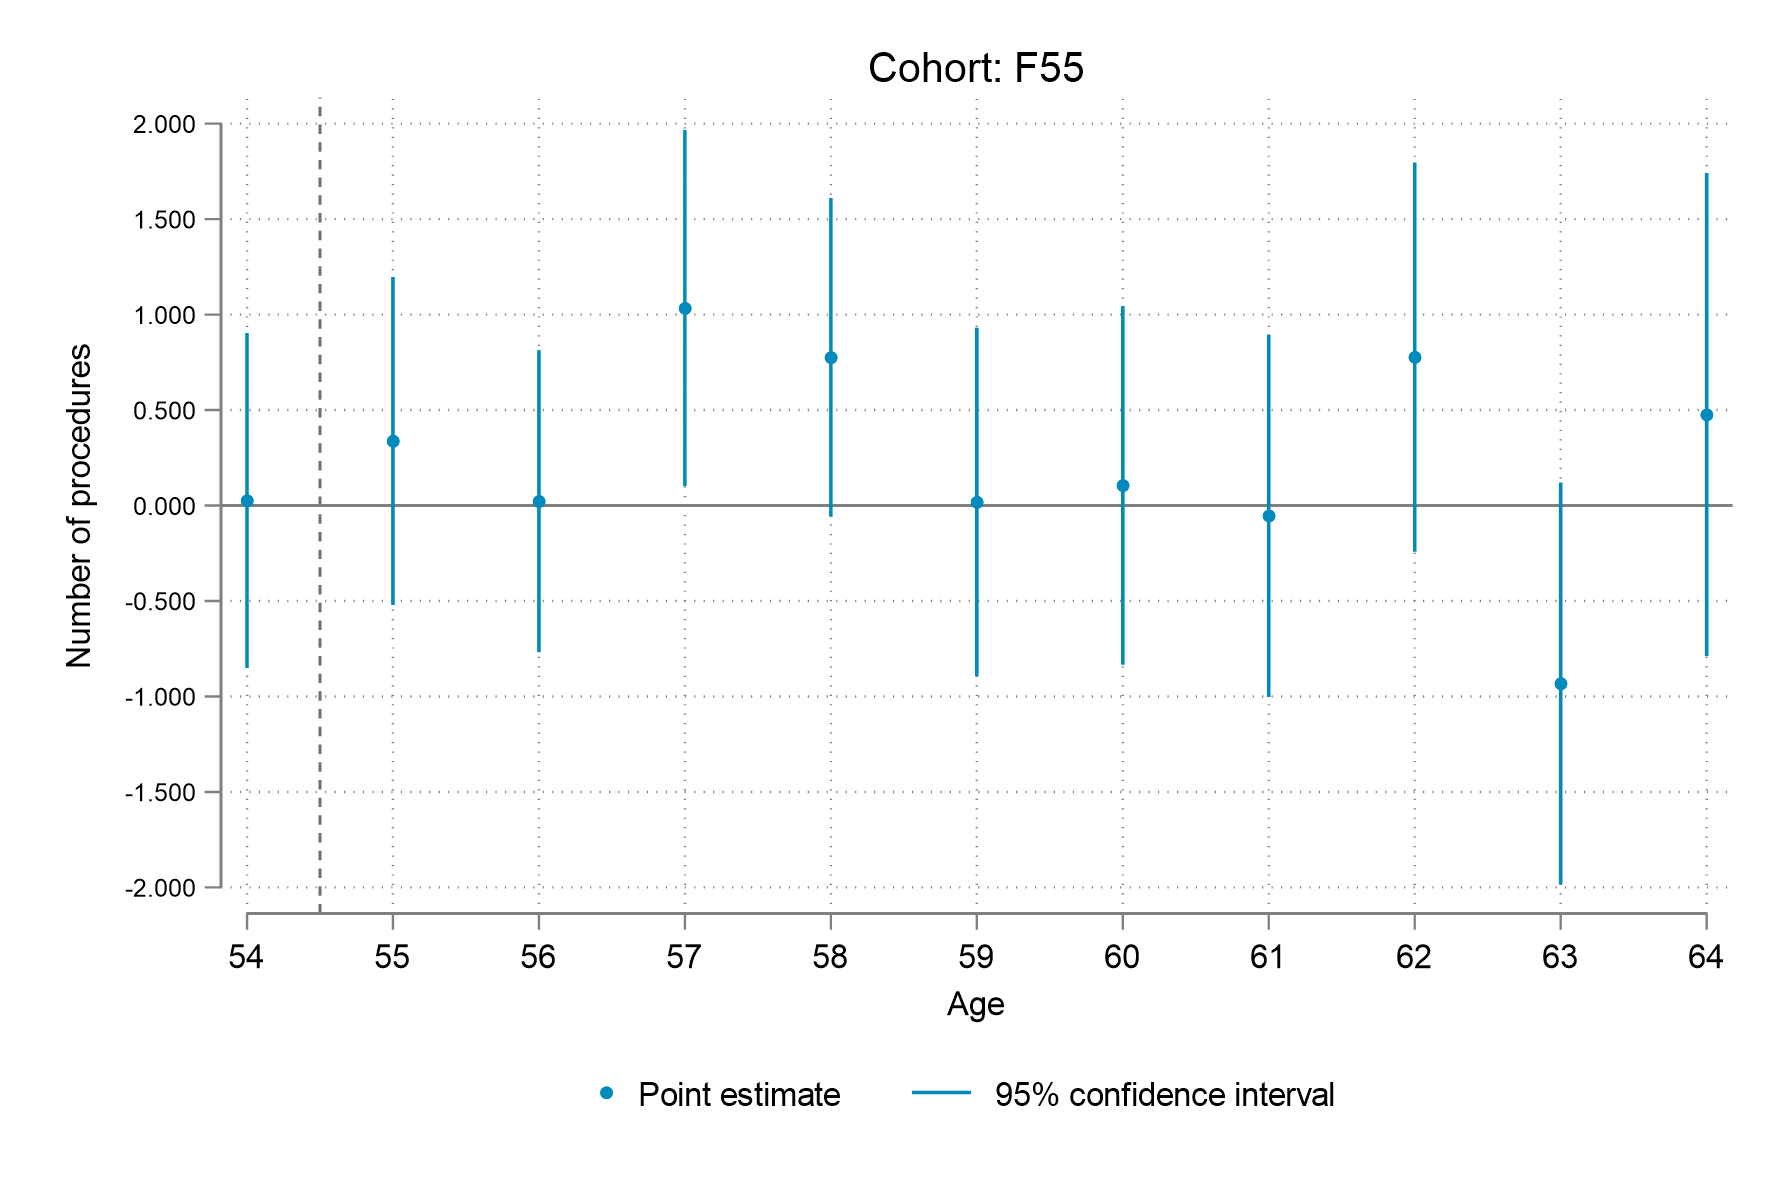 Cohort: F55
2.000
1.500
1.000
0.500
0.000
-0.500
-1.000
-1.500
-2.000
Number of procedures
54 55 56 57 58 59 60 61 62 63 64
Age
Point estimate 95% confidence interval